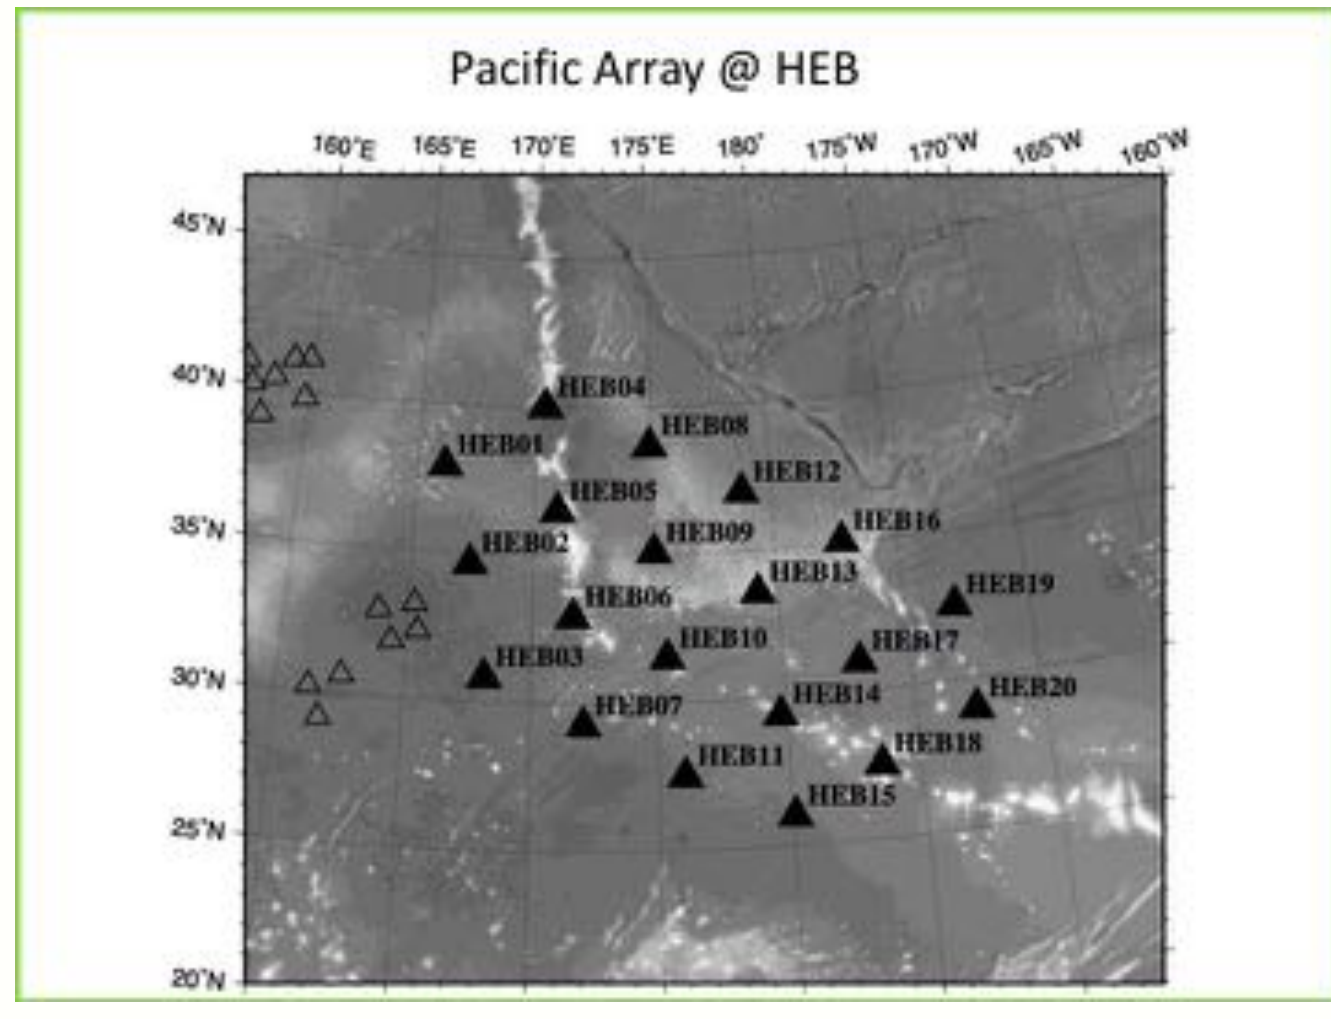 Pacific Array @ HEB
160°E 165°E 170°E 175°E 180° 175°W 170°W 165°W 160°W
45°N
40°N
HEB04
HEB08
HEB01
HEB12
HEB05
HEB16
35°N
HEB09
HEB02
HEB13
HEB19
HEB06
HEB10
HEB17
HEB03
30°N
HEB20
HEB14
HEB07
HEB18
HEB11
HEB15
25°N
20°N